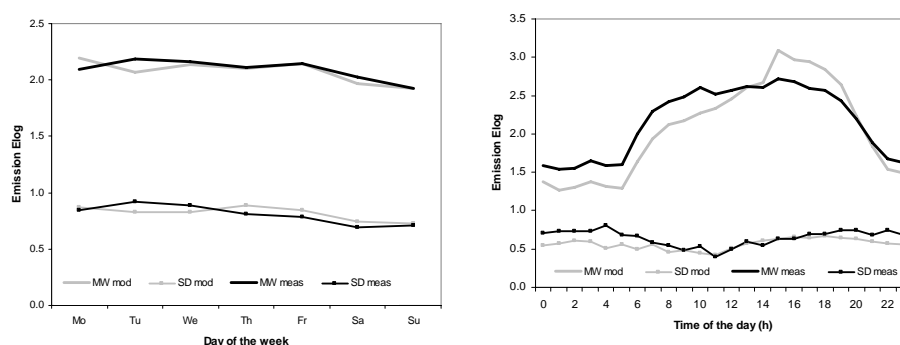 2.5
2.0
1.5
1.0
0.5
0.0
Emission Elog
MW mod SD mod MW meas SD meas
Mo Tu We Th Fr Sa Su
Day of the week
3.5
3.0
2.5
2.0
1.5
1.0
0.5
0.0
Emission Elog
MW mod SD mod MW meas SD meas
0 2 4 6 8 10 12 14 16 18 20 22
Time of the day (h)